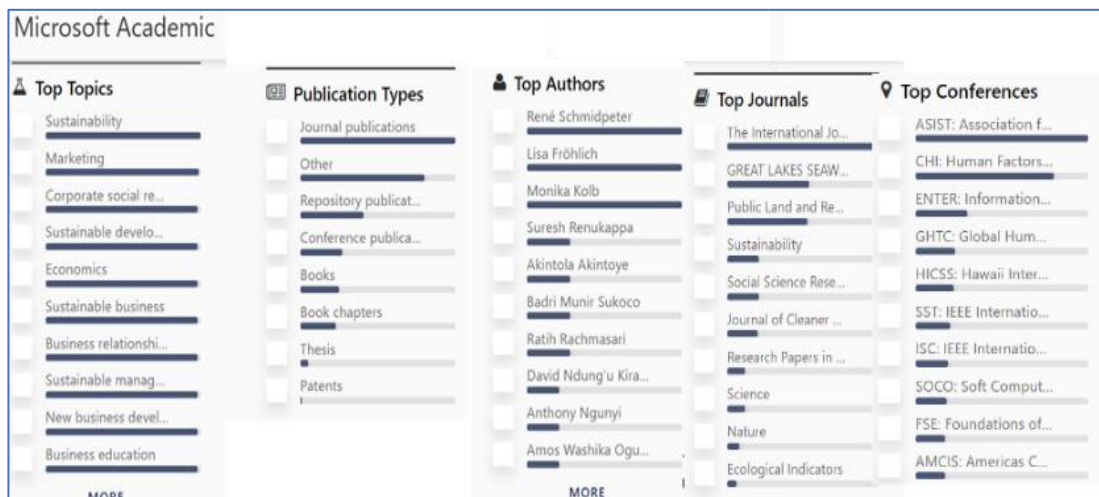 Microsoft Academic
Top Topics
Sustainability
Marketing
Corporate social re...
Sustainable develo...
Economics
Sustainable business
Business relationshi...
Sustainable manag...
New business devel...
Business education
MORE
Publication Types
Journal publications
Other
Repository publicat...
Conference publica...
Books
Book chapters
Thesis
Patents
Top Authors
René Schmidpeter
Lisa Fröhlich
Monika Kolb
Suresh Renukappa
Akintola Akintoye
Badri Munir Sukoco
Ratih Rachmasari
David Ndung'u Kira...
Anthony Ngunyi
Amos Washika Ogu...
MORE
Top Journals
The International Jo...
GREAT LAKES SEAW...
Public Land and Re...
Sustainability
Social Science Rese...
Journal of Cleaner ...
Research Papers in ...
Science
Nature
Ecological Indicators
Top Conferences
ASIST: Association f...
CHI: Human Factors...
ENTER: Information...
GHTC: Global Hum...
HICSS: Hawaii Inter...
SST: IEEE Internatio...
ISC: IEEE Internatio...
SOCO: Soft Comput...
FSE: Foundations of...
AMCIS: Americas C...